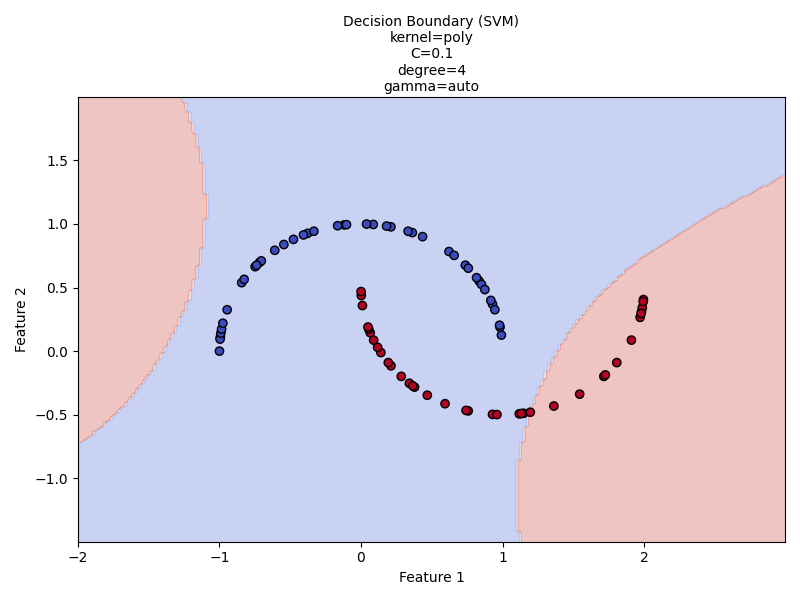 Decision Boundary (SVM)
kernel=poly
C=0.1
degree=4
gamma=auto
1.5
1.0
0.5
0.0
−0.5
−1.0
Feature 2
−2
−1
0
1
2
Feature 1